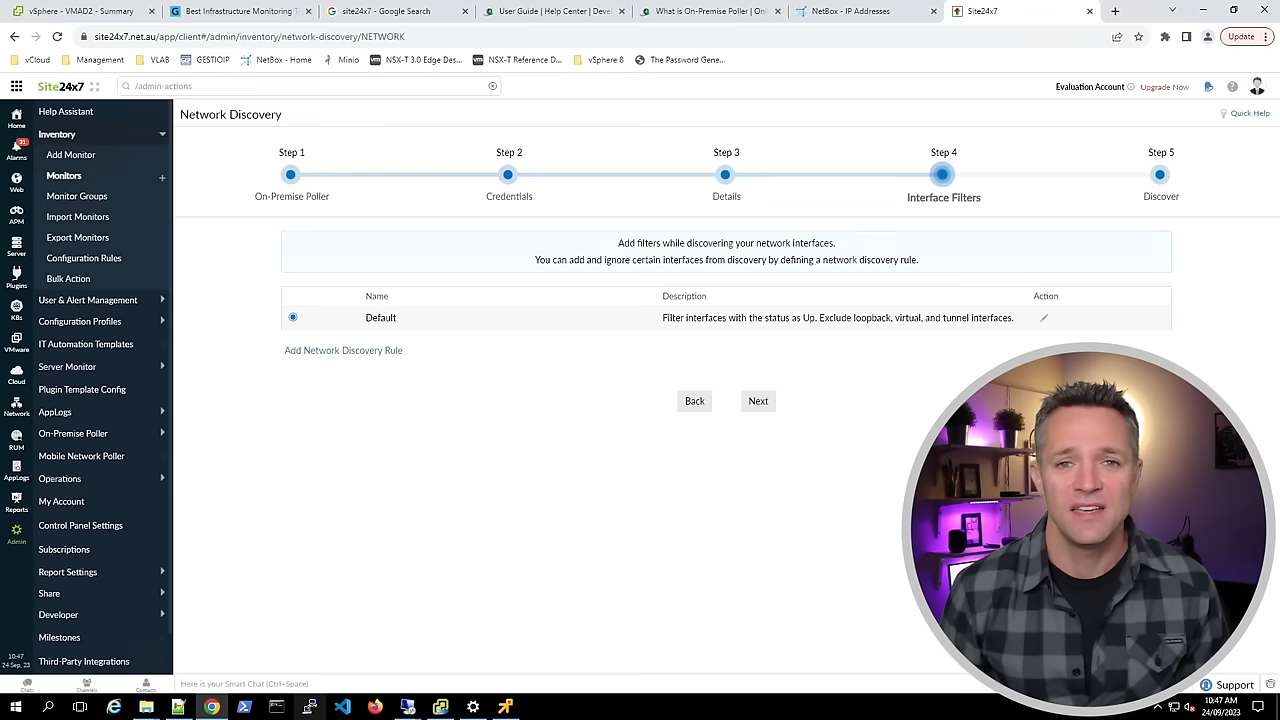 vSphere - VMAD2 - Summary
Best Infrastructure Monitoring T
site24x7 - Google Search
User Guide | Help Center | Devel
What is On-Premise Poller | Onl
NetBox - IP Addresses
Site24x7
site24x7.net.au/app/client#/admin/inventory/network-discovery/NETWORK
Update
vCloud
Management
VLAB
GESTIOIP
NetBox - Home
Minio
NSX-T 3.0 Edge Des...
NSX-T Reference D...
vSphere 8
The Password Gene...
Site24x7
/admin-actions
Evaluation Account
Upgrade Now
Home
31
Alarms
Web
APM
Server
Plugins
K8s
VMware
Cloud
Network
RUM
AppLogs
Reports
Admin
10:47
24 Sep, 23
Help Assistant
Inventory
Add Monitor
Monitors
Monitor Groups
Import Monitors
Export Monitors
Configuration Rules
Bulk Action
User & Alert Management
Configuration Profiles
IT Automation Templates
Server Monitor
Plugin Template Config
AppLogs
On-Premise Poller
Mobile Network Poller
Operations
My Account
Control Panel Settings
Subscriptions
Report Settings
Share
Developer
Milestones
Third-Party Integrations
Network Discovery
Quick Help
Step 1
Step 2
Step 3
Step 4
Step 5
On-Premise Poller
Credentials
Details
Interface Filters
Discover
Add filters while discovering your network interfaces.
You can add and ignore certain interfaces from discovery by defining a network discovery rule.
Name
Description
Action
Default
Filter interfaces with the status as Up. Exclude loopback, virtual, and tunnel interfaces.
Add Network Discovery Rule
Back
Next
Chats
Channels
Contacts
Here is your Smart Chat (Ctrl+Space)
Support
10:47 AM
24/09/2023